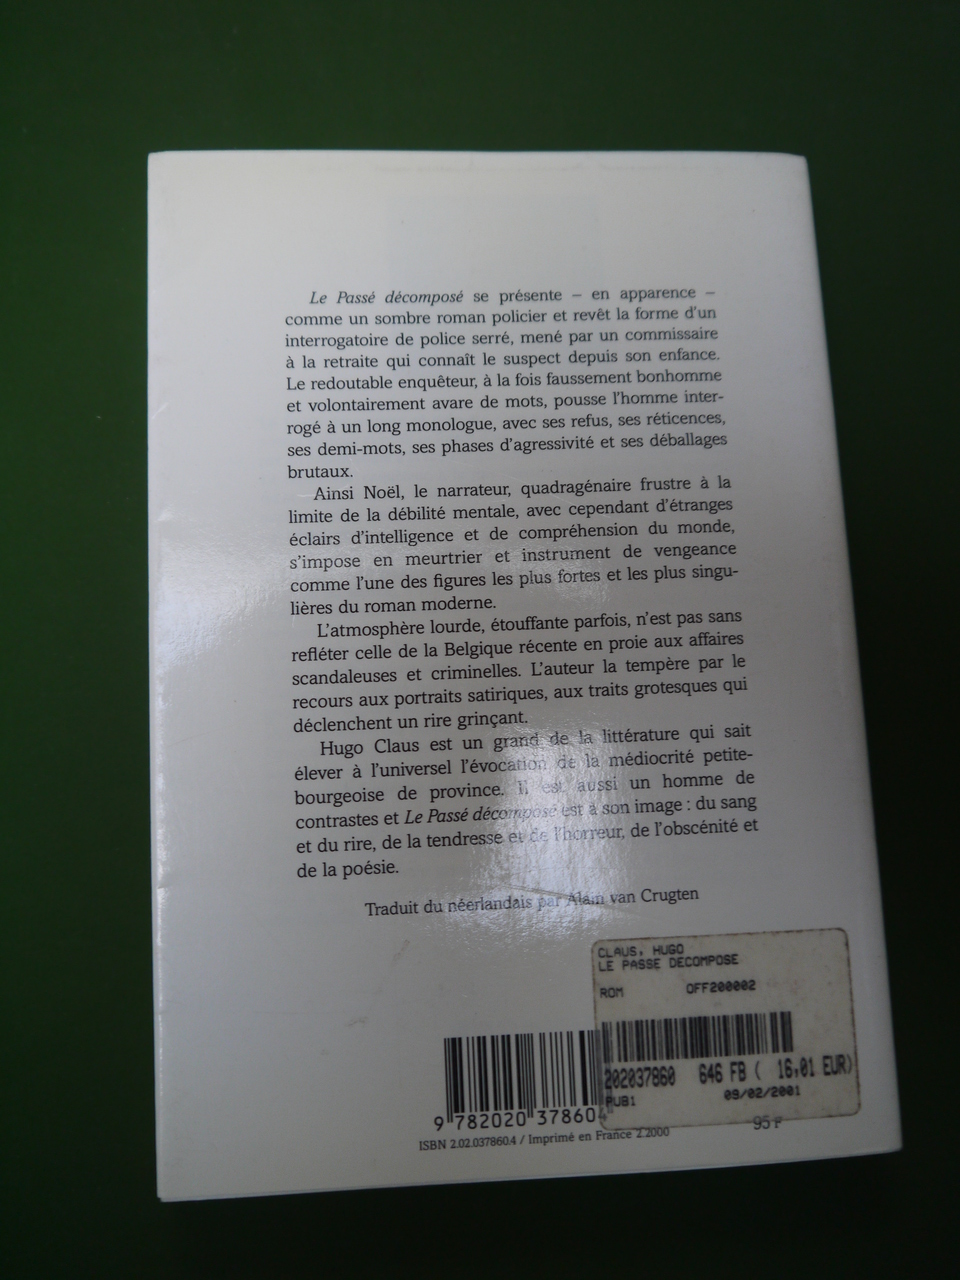 Le Passé décomposé se présente – en apparence –
comme un sombre roman policier et revêt la forme d'un
interrogatoire de police serré, mené par un commissaire
à la retraite qui connaît le suspect depuis son enfance.
Le redoutable enquêteur, à la fois faussement bonhomme
et volontairement avare de mots, pousse l'homme inter-
rogé à un long monologue, avec ses refus, ses réticences,
ses demi-mots, ses phases d'agressivité et ses déballages
brutaux.
Ainsi Noël, le narrateur, quadragénaire frustre à la
limite de la débilité mentale, avec cependant d'étranges
éclairs d'intelligence et de compréhension du monde,
s'impose en meurtrier et instrument de vengeance
comme l'une des figures les plus fortes et les plus singu-
lières du roman moderne.
L'atmosphère lourde, étouffante parfois, n'est pas sans
refléter celle de la Belgique récente en proie aux affaires
scandaleuses et criminelles. L'auteur la tempère par le
recours aux portraits satiriques, aux traits grotesques qui
déclenchent un rire grinçant.
Hugo Claus est un grand de la littérature qui sait
élever à l'universel l'évocation de la médiocrité petite-
bourgeoise de province. Il est aussi un homme de
contrastes et Le Passé décomposé est à son image : du sang
et du rire, de la tendresse et de l'horreur, de l'obscénité et
de la poésie.
Traduit du néerlandais par Alain van Crugten
CLAUS, HUGO
LE PASSE DECOMPOSE
ROM OFF200002
202037860 646 FB ( 16,01 EUR)
PUB1 09/02/2001
9 782020 378604
ISBN 2.02.037860.4 / Imprimé en France 2.2000
95 F